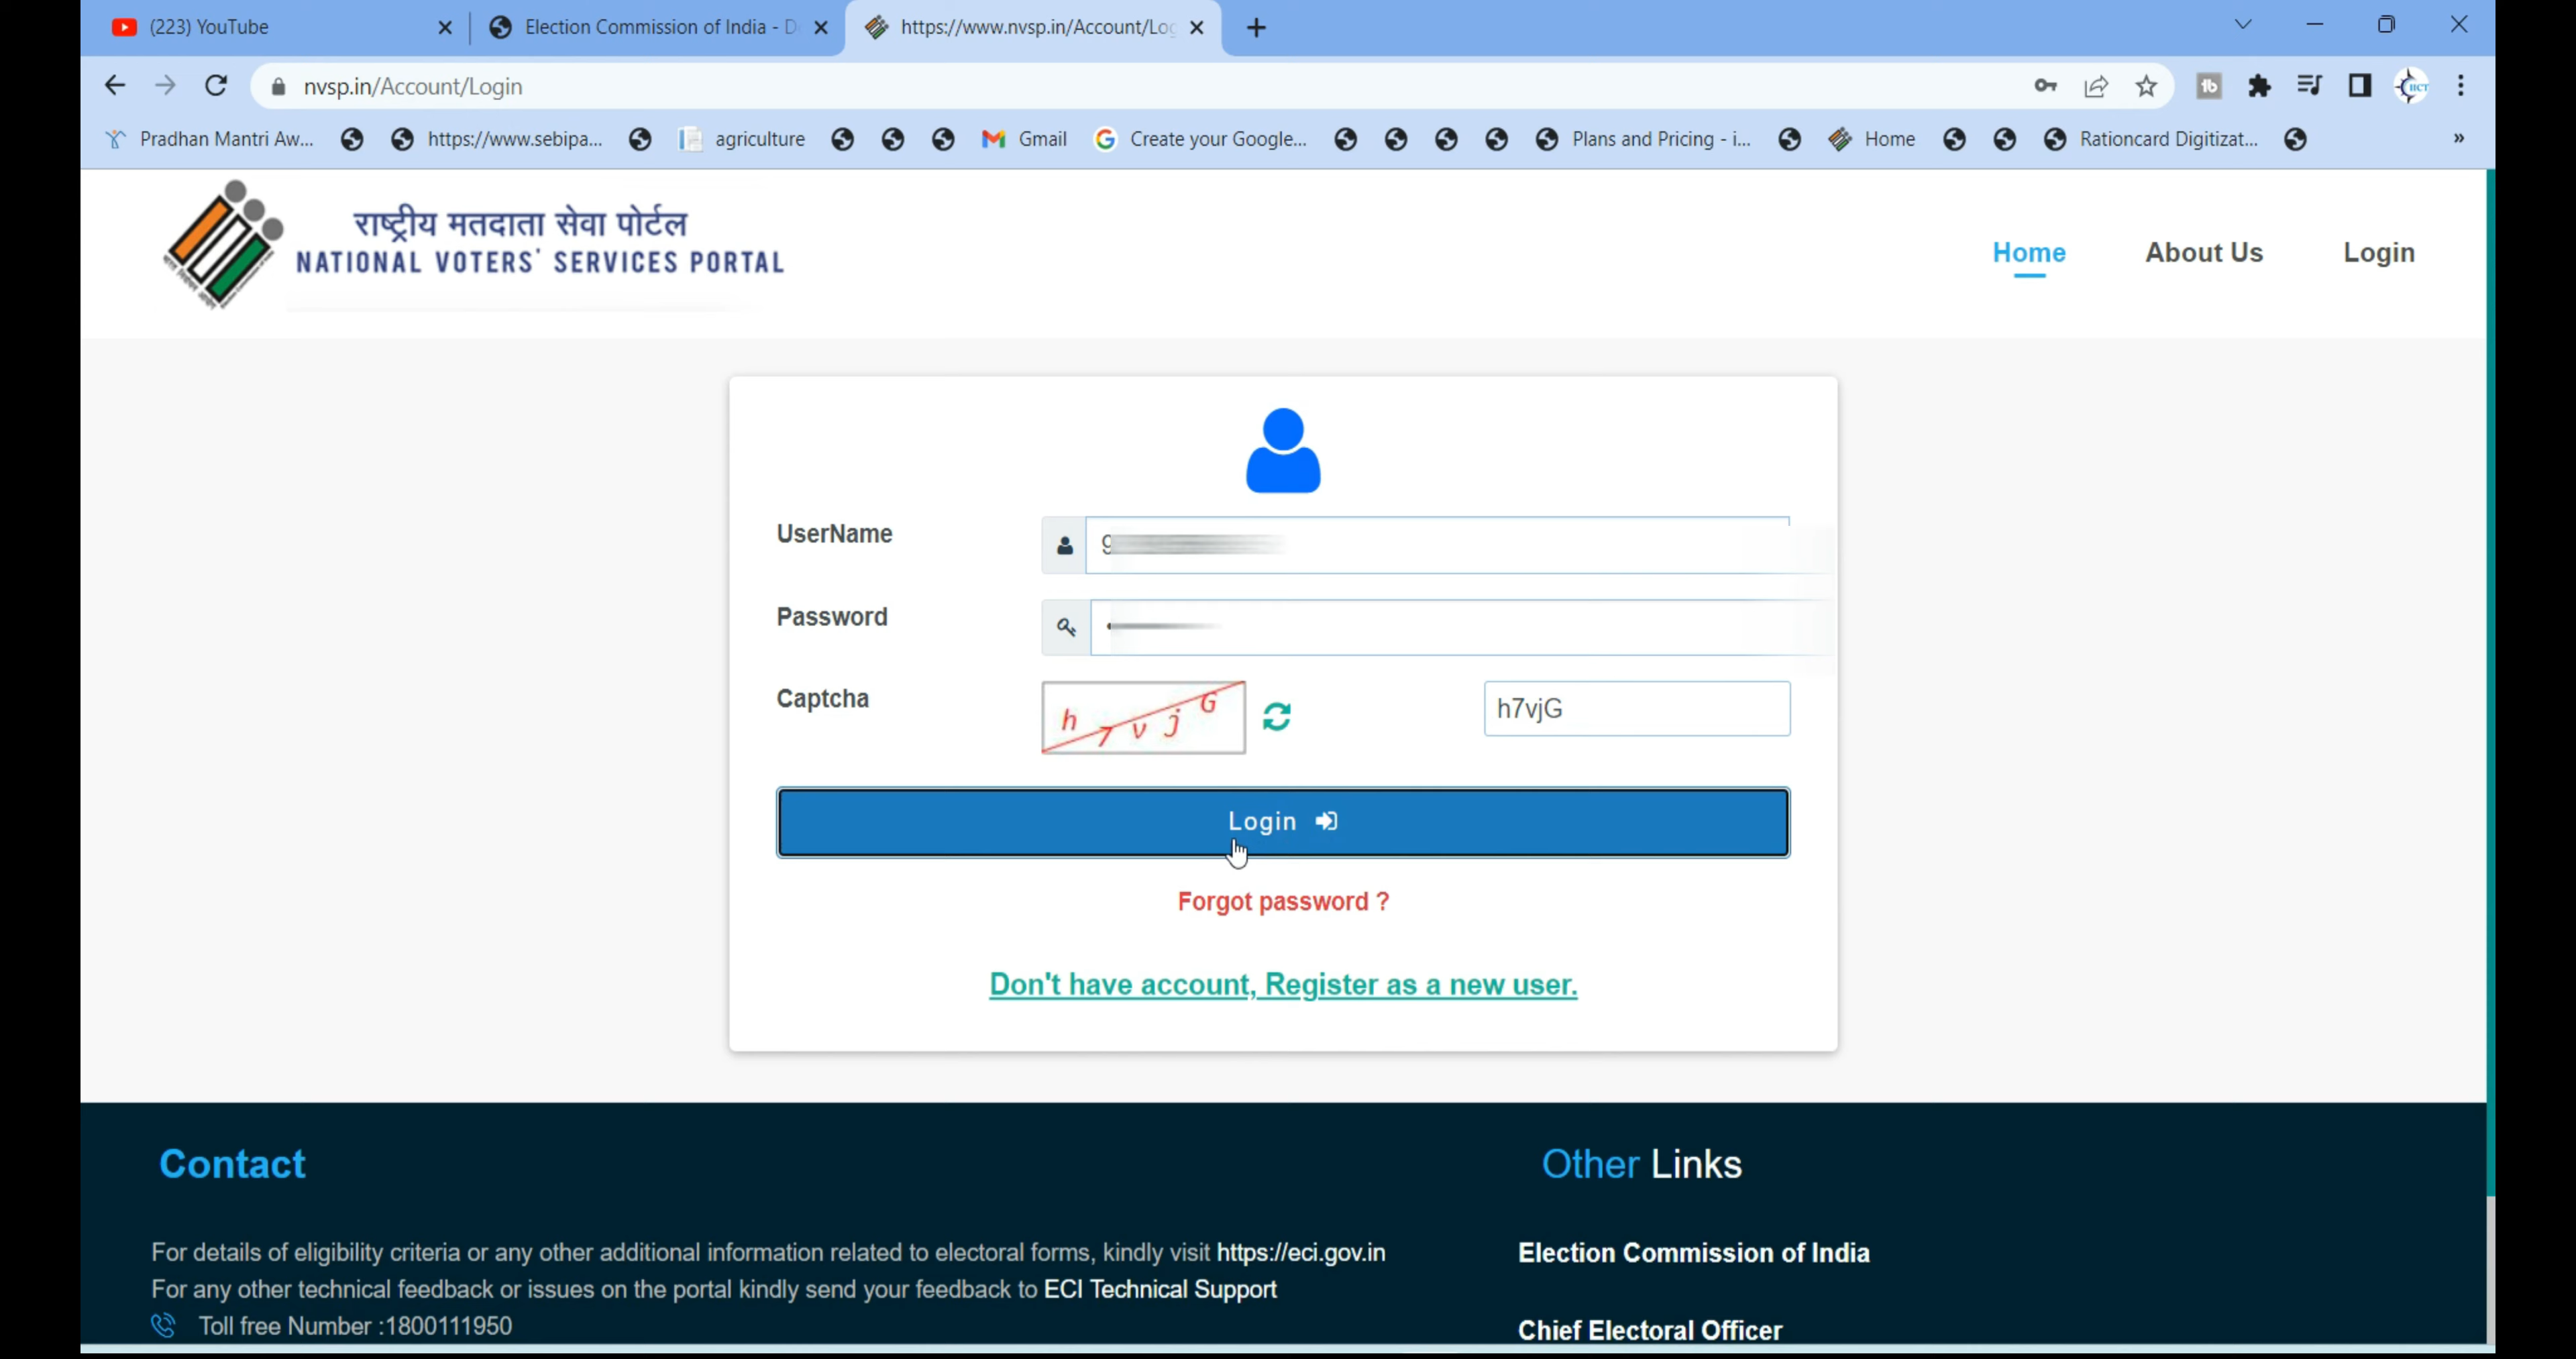 (223) YouTube
Election Commission of India - D
https://www.nvsp.in/Account/Log
nvsp.in/Account/Login
Pradhan Mantri Aw... https://www.sebipa... agriculture Gmail Create your Google... Plans and Pricing - i... Home Rationcard Digitizat... »
राष्ट्रीय मतदाता सेवा पोर्टल
NATIONAL VOTERS' SERVICES PORTAL
Home About Us Login
UserName
Password
Captcha h7vjG h7vjG
Login
Forgot password ?
Don't have account, Register as a new user.
Contact
Other Links
For details of eligibility criteria or any other additional information related to electoral forms, kindly visit https://eci.gov.in
For any other technical feedback or issues on the portal kindly send your feedback to ECI Technical Support
Toll free Number :1800111950
Election Commission of India
Chief Electoral Officer